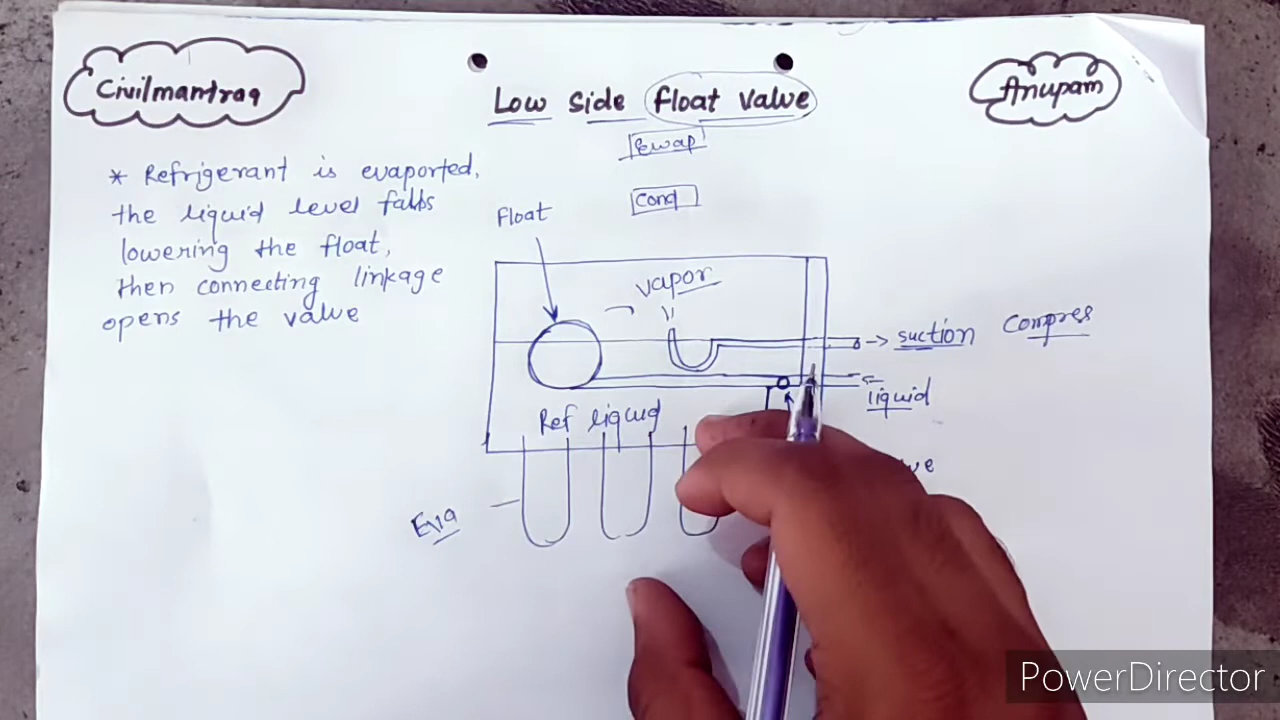 Civilmantraa
Low side float valve
Anupam
Evap
Cond
* Refrigerant is evaported,
the liquid level falls
lowering the float,
then connecting linkage
opens the valve
Float
vapor
→ suction Compres
liquid
Ref liquid
Eva
PowerDirector